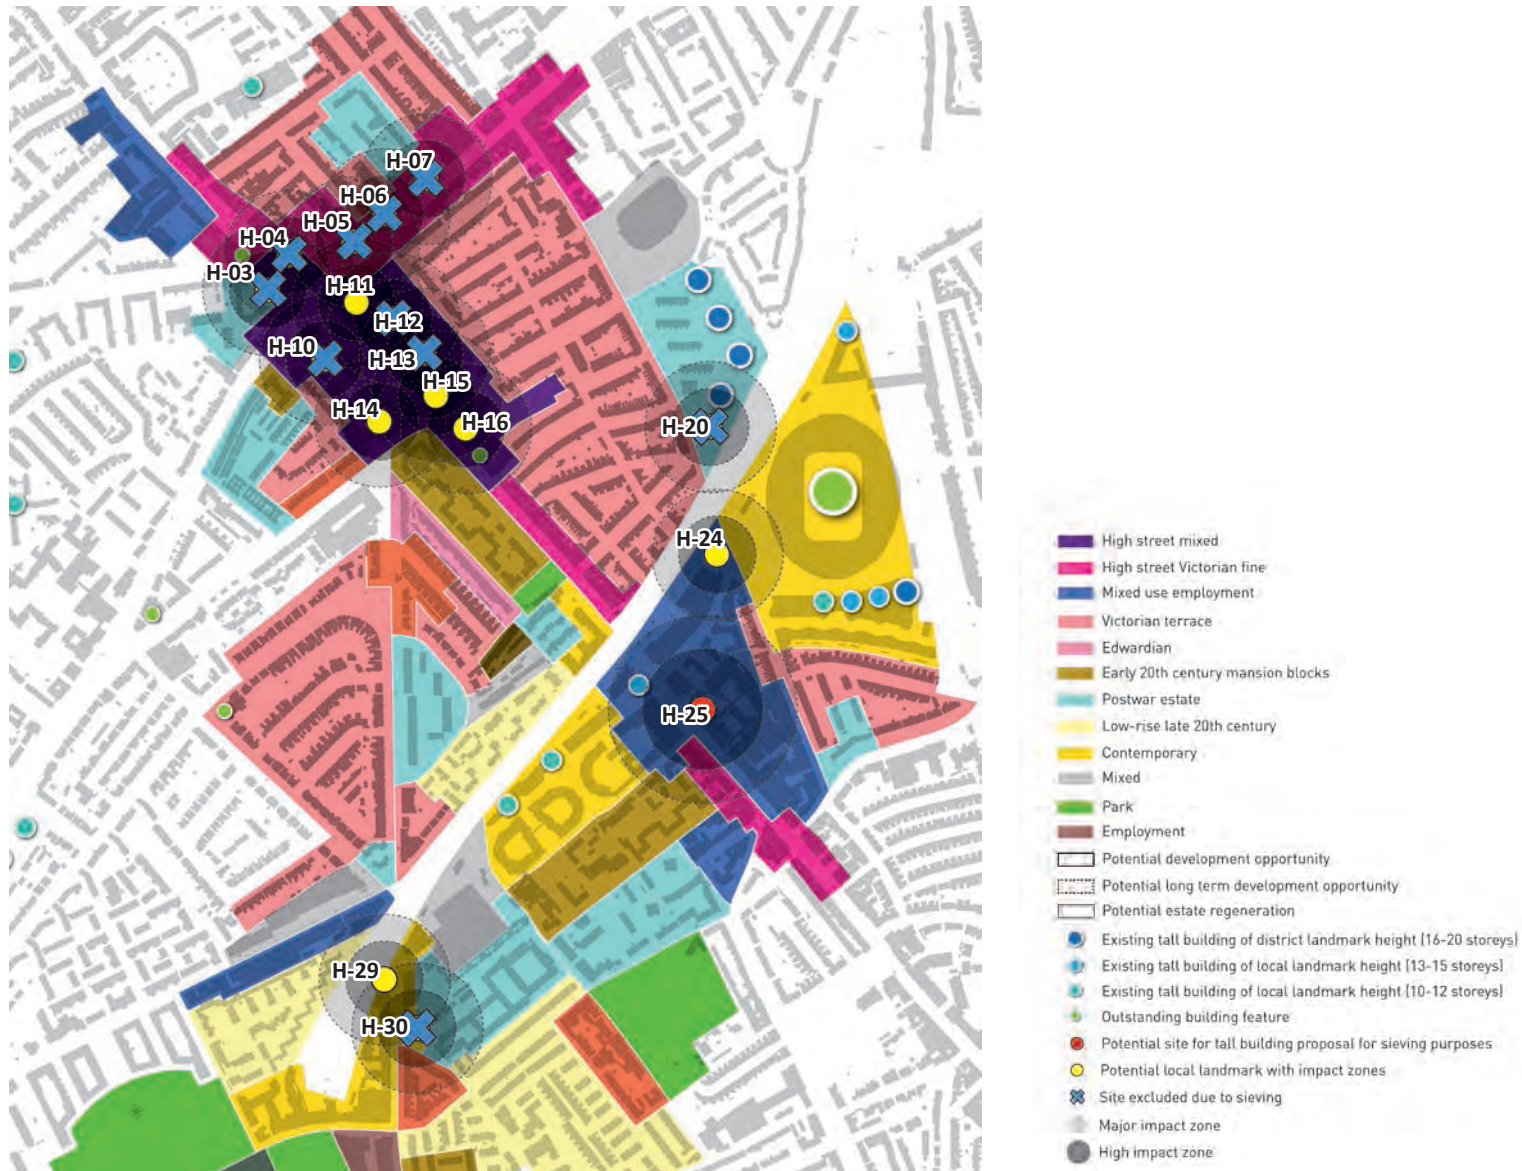 H-07
H-06
H-05
H-04
H-03
H-11
H-12
H-10
H-13
H-15
H-14
H-16
H-20
H-24
H-25
H-29
H-30
High street mixed
High street Victorian fine
Mixed use employment
Victorian terrace
Edwardian
Early 20th century mansion blocks
Postwar estate
Low-rise late 20th century
Contemporary
Mixed
Park
Employment
Potential development opportunity
Potential long term development opportunity
Potential estate regeneration
Existing tall building of district landmark height (16-20 storeys)
Existing tall building of local landmark height (13-15 storeys)
Existing tall building of local landmark height (10-12 storeys)
Outstanding building feature
Potential site for tall building proposal for sieving purposes
Potential local landmark with impact zones
Site excluded due to sieving
Major impact zone
High impact zone